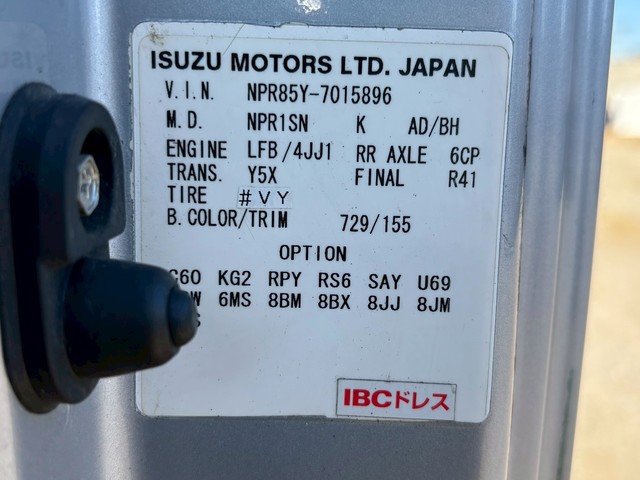 ISUZU MOTORS LTD. JAPAN
V.I.N. NPR85Y-7015896
M.D. NPR1SN K AD/BH
ENGINE LFB/4JJ1 RR AXLE 6CP
TRANS. Y5X FINAL R41
TIRE #VY
B.COLOR/TRIM 729/155
OPTION
KG2 RPY RS6 SAY U69
6MS 8BM 8BX 8JJ 8JM
IBCドレス